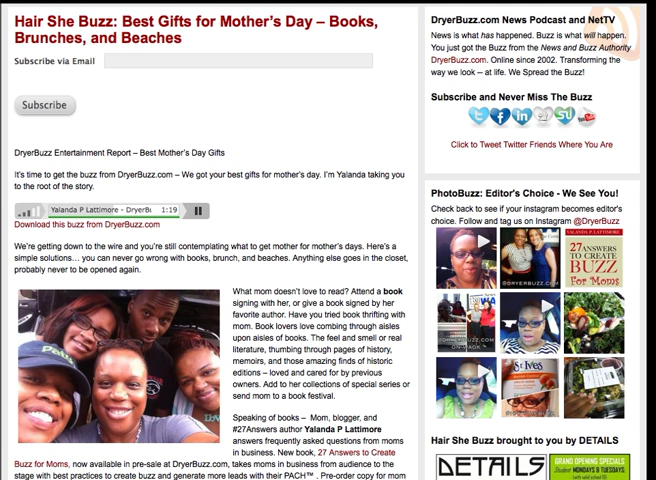 Hair She Buzz: Best Gifts for Mother's Day – Books,
Brunches, and Beaches
Subscribe via Email
Subscribe
DryerBuzz Entertainment Report – Best Mother's Day Gifts
It's time to get the buzz from DryerBuzz.com – We got your best gifts for mother's day. I'm Yalanda taking you
to the root of the story.
Yalanda P Lattimore - DryerBu 1:19
Download this buzz from DryerBuzz.com
We're getting down to the wire and you're still contemplating what to get mother for mother's days. Here's a
simple solutions… you can never go wrong with books, brunch, and beaches. Anything else goes in the closet,
probably never to be opened again.
What mom doesn't love to read? Attend a book
signing with her, or give a book signed by her
favorite author. Have you tried book thrifting with
mom. Book lovers love combing through aisles
upon aisles of books. The feel and smell or real
literature, thumbing through pages of history,
memoirs, and those amazing finds of historic
editions – loved and cared for by previous
owners. Add to her collections of special series or
send mom to a book festival.
Speaking of books – Mom, blogger, and
#27Answers author Yalanda P Lattimore
answers frequently asked questions from moms
in business. New book, 27 Answers to Create
Buzz for Moms, now available in pre-sale at DryerBuzz.com, takes moms in business from audience to the
stage with best practices to create buzz and generate more leads with their PACH™ . Pre-order copy for mom
DryerBuzz.com News Podcast and NetTV
News is what has happened. Buzz is what will happen.
You just got the Buzz from the News and Buzz Authority
DryerBuzz.com. Online since 2002. Transforming the
way we look – at life. We Spread the Buzz!
Subscribe and Never Miss The Buzz
Click to Tweet Twitter Friends Where You Are
PhotoBuzz: Editor's Choice - We See You!
Check back to see if your instagram becomes editor's
choice. Follow and tag us on Instagram @DryerBuzz
@DRYERBUZZ.COM
YALANDA P. LATTIMORE
27 ANSWERS
TO CREATE
BUZZ
For Moms
St. IVES
Hair She Buzz brought to you by DETAILS
DETAILS
GRAND OPENING SPECIALS
Student MONDAYS & TUESDAYS